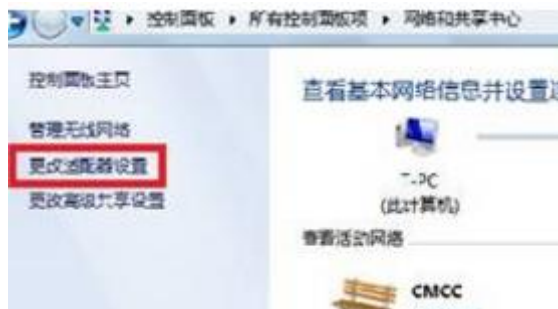 控制面板 ▸ 所有控制面板项 ▸ 网络和共享中心
控制面板主页
查看基本网络信息并设置
管理无线网络
更改适配器设置
更改高级共享设置
-PC
(此计算机)
查看活动网络
CMCC